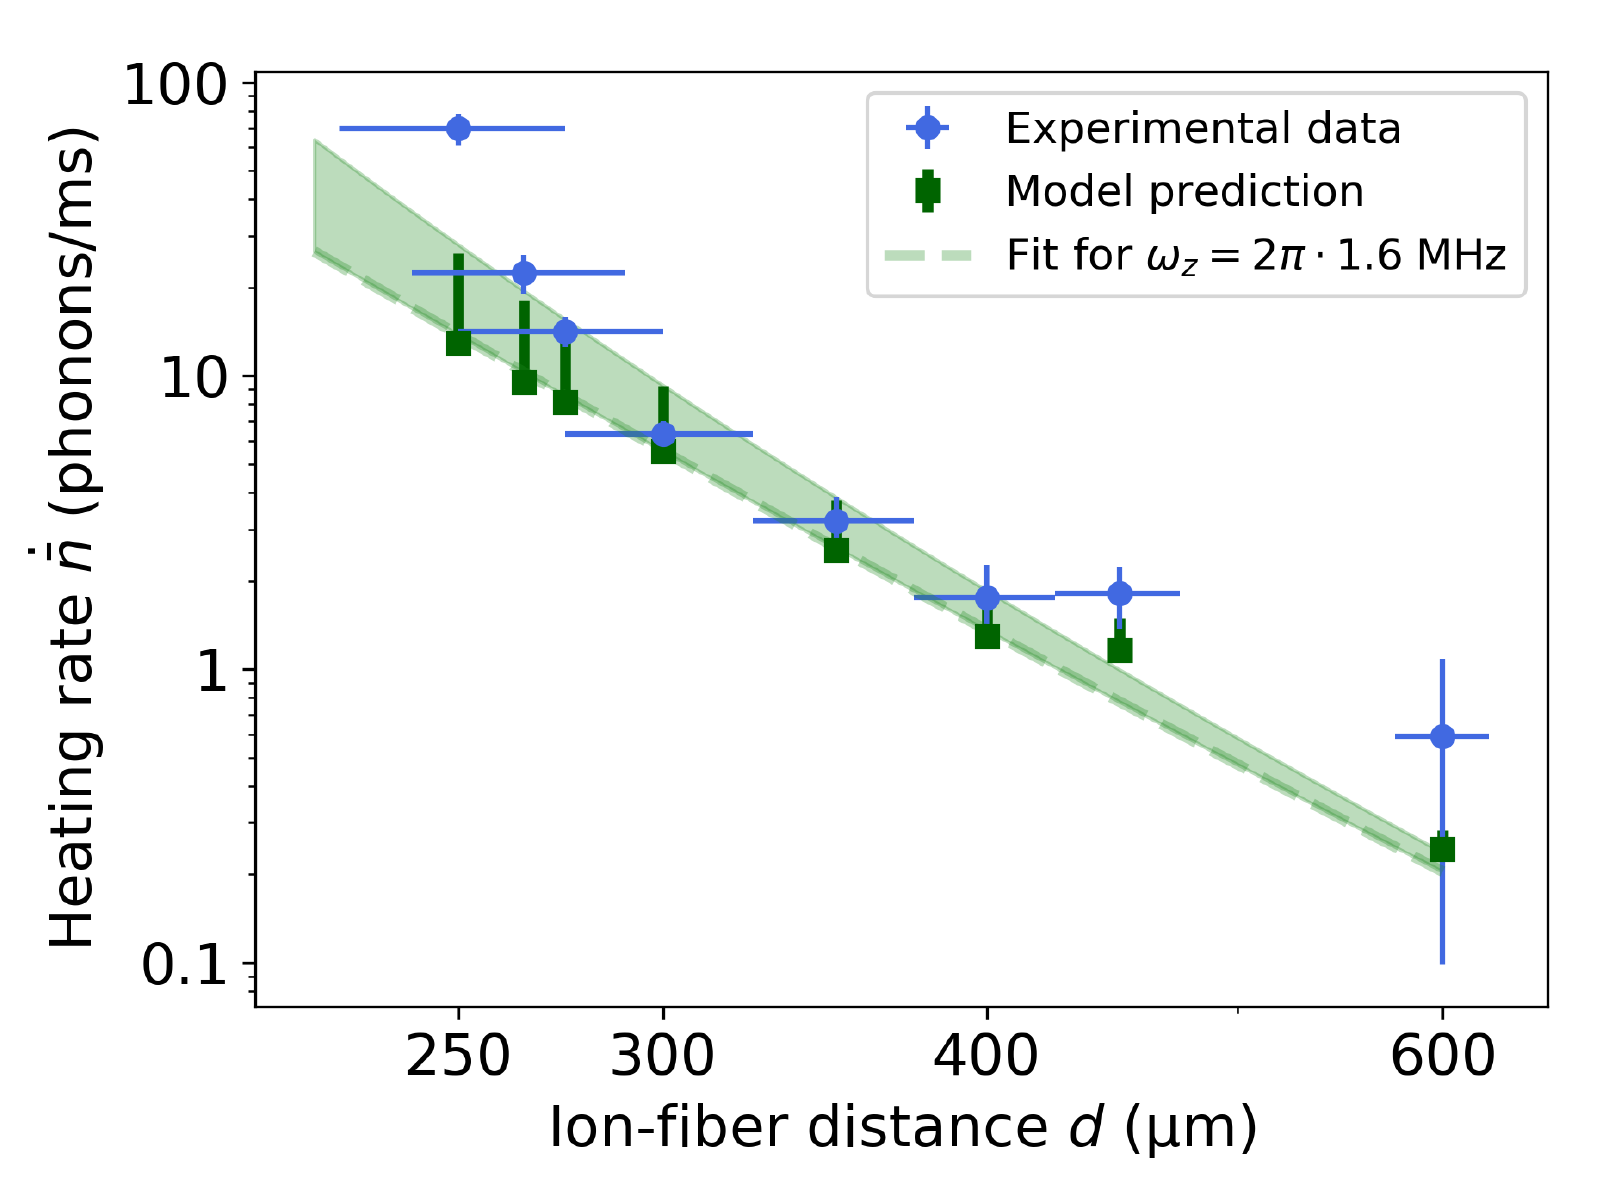 Heating rate n̄̇ (phonons/ms)
100
10
1
0.1
Experimental data
Model prediction
Fit for ω_z = 2π · 1.6 MHz
250 300 400 600
Ion-fiber distance d (µm)